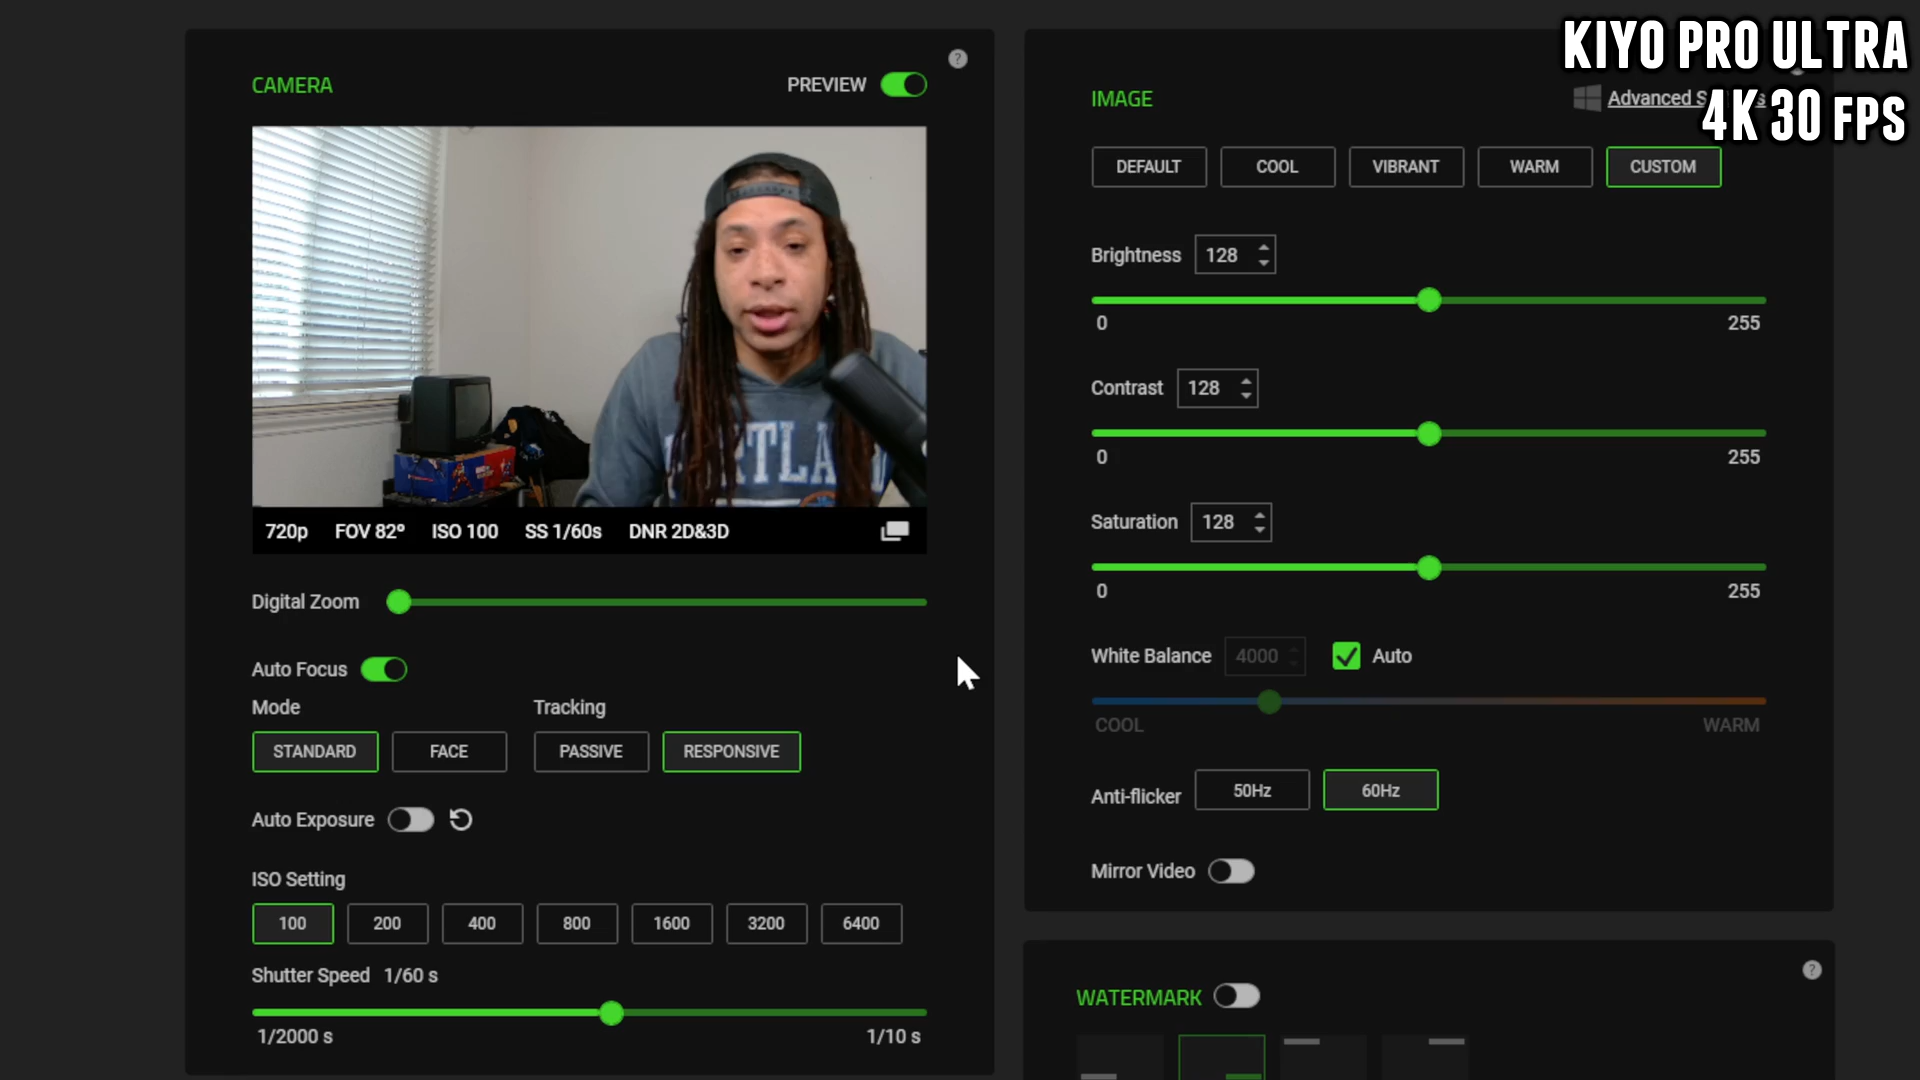 KIYO PRO ULTRA
4K 30 FPS
CAMERA
PREVIEW
?
720p FOV 82° ISO 100 SS 1/60s DNR 2D&3D
Digital Zoom
Auto Focus
Mode Tracking
STANDARD FACE PASSIVE RESPONSIVE
Auto Exposure
ISO Setting
100 200 400 800 1600 3200 6400
Shutter Speed 1/60 s
1/2000 s 1/10 s
IMAGE
Advanced
DEFAULT COOL VIBRANT WARM CUSTOM
Brightness 128
0 255
Contrast 128
0 255
Saturation 128
0 255
White Balance 4000 Auto
COOL WARM
Anti-flicker 50Hz 60Hz
Mirror Video
WATERMARK
?